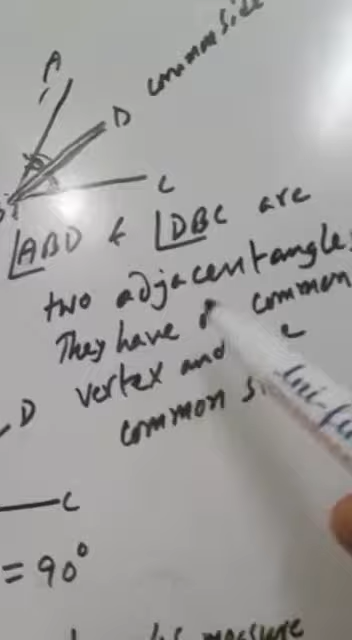 A
common side
D
C
∠ABD & ∠DBC are
two adjacent angles
They have a common
vertex and
common
D
C
= 90°
measure